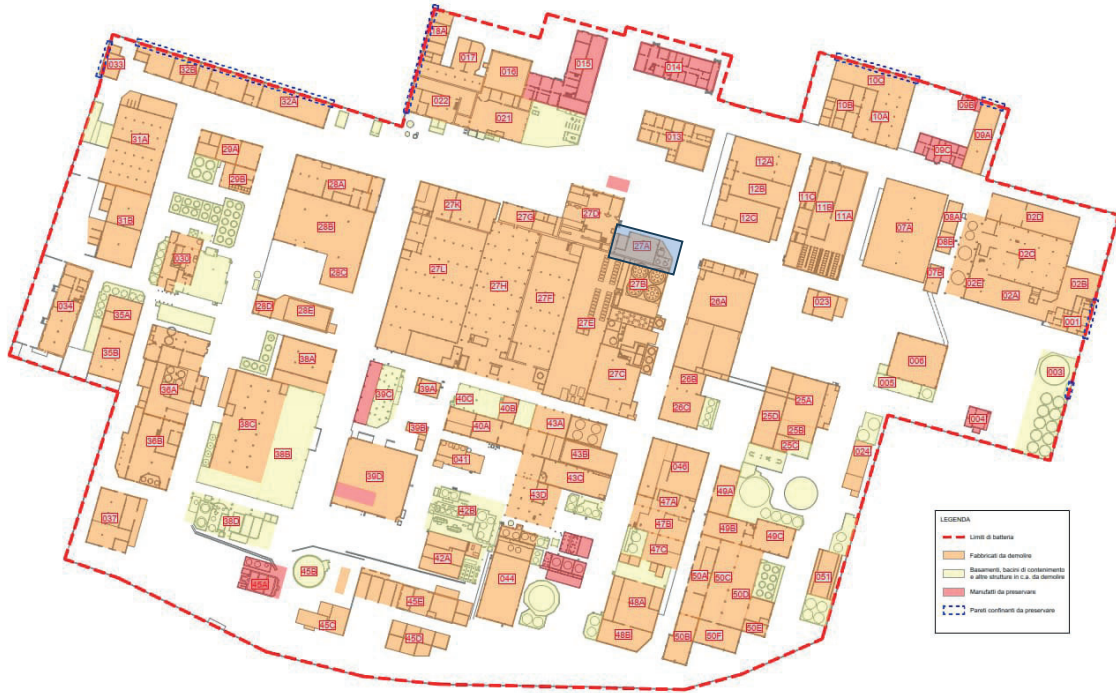 18A
017
016
015
014
033
32B
32A
022
021
10C
10B
10A
09B
09A
09C
013
31A
29A
29B
28A
28B
28C
31B
030
27K
27G
27D
27A
27L
27H
27F
27B
27E
27C
12A
12B
12C
11C
11B
11A
07A
08A
08B
07B
02D
02C
02E
02A
02B
001
26A
023
034
35A
35B
28D
28E
38A
36A
38C
36B
38B
39C
39A
39B
40C
40B
40A
43A
041
43B
43C
39D
43D
26B
26C
25D
25A
25B
25C
006
005
003
004
024
046
47A
47B
47C
49A
49B
49C
037
38D
42B
42A
45B
044
45E
45C
45D
48A
48B
50A
50C
50D
50E
50B
50F
051
LEGENDA
Limiti di batteria
Fabbricati da demolire
Basamenti, bacini di contenimento
e altre strutture in c.a. da demolire
Manufatti da preservare
Pareti confinanti da preservare